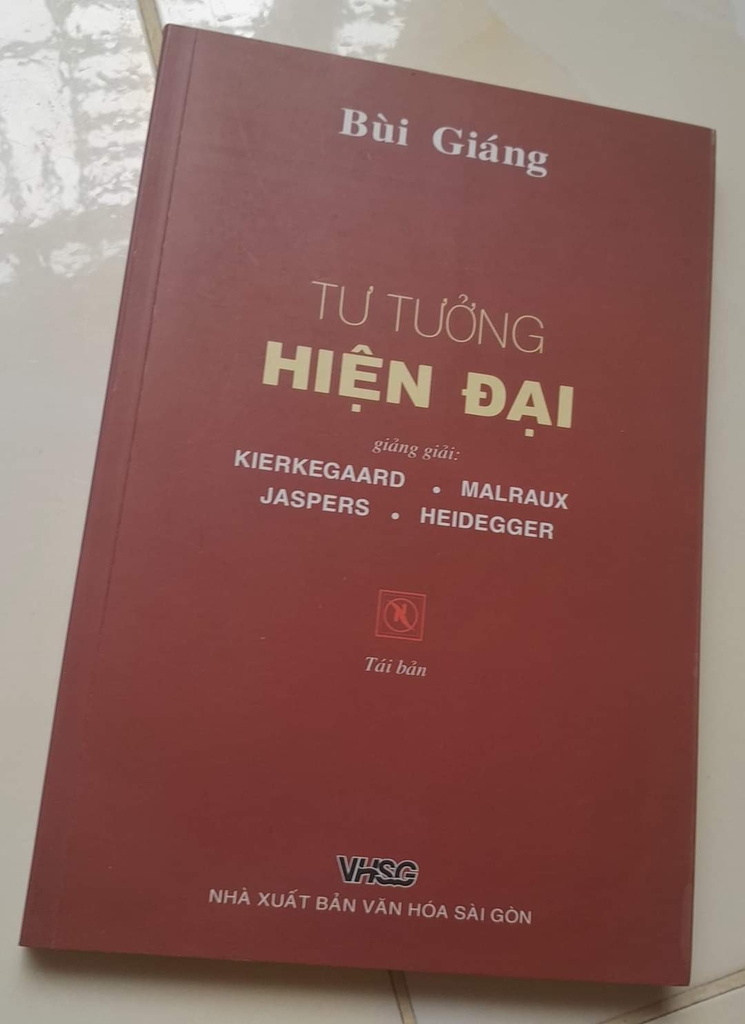 Bùi Giáng
TƯ TƯỞNG
HIỆN ĐẠI
giảng giải:
KIERKEGAARD • MALRAUX
JASPERS • HEIDEGGER
Tái bản
VHSG
NHÀ XUẤT BẢN VĂN HÓA SÀI GÒN